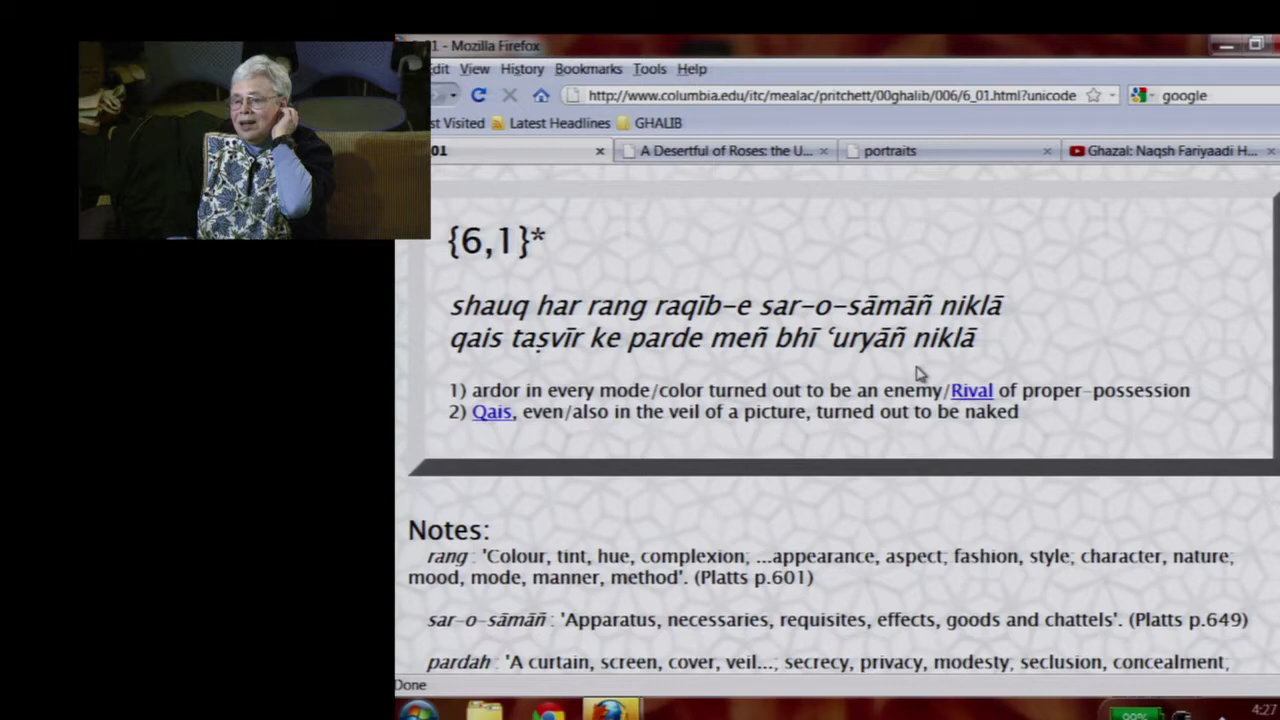 1 - Mozilla Firefox
dit View History Bookmarks Tools Help
http://www.columbia.edu/itc/mealac/pritchett/00ghalib/006/6_01.html?unicode
google
st Visited Latest Headlines GHALIB
01
A Desertful of Roses: the U...
portraits
Ghazal: Naqsh Fariyaadi H...
{6,1}*
shauq har rang raqīb-e sar-o-sāmāñ niklā
qais taṣvīr ke parde meñ bhī ʿuryāñ niklā
1) ardor in every mode/color turned out to be an enemy/Rival of proper-possession
2) Qais, even/also in the veil of a picture, turned out to be naked
Notes:
rang : 'Colour, tint, hue, complexion, ...appearance, aspect, fashion, style, character, nature,
mood, mode, manner, method'. (Platts p.601)
sar-o-sāmāñ : 'Apparatus, necessaries, requisites, effects, goods and chattels'. (Platts p.649)
pardah : 'A curtain, screen, cover, veil...; secrecy, privacy, modesty; seclusion, concealment,
Done
99%
4:27